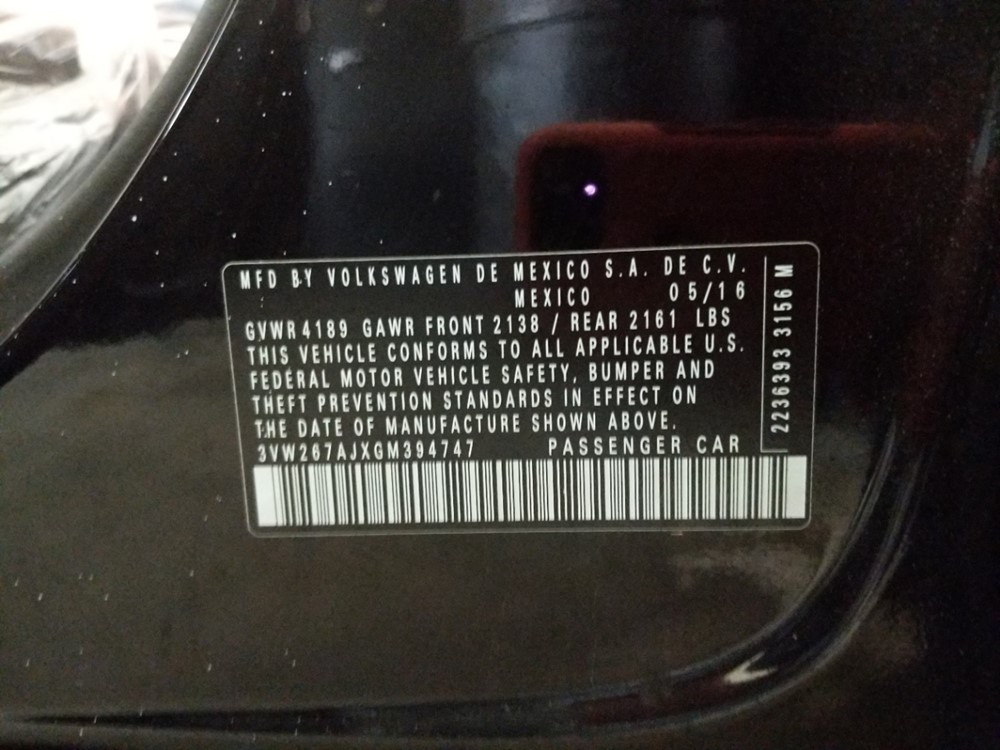 MFD BY VOLKSWAGEN DE MEXICO S.A. DE C.V.
MEXICO 05/16
GVWR 4189 GAWR FRONT 2138 / REAR 2161 LBS
THIS VEHICLE CONFORMS TO ALL APPLICABLE U.S.
FEDERAL MOTOR VEHICLE SAFETY, BUMPER AND
THEFT PREVENTION STANDARDS IN EFFECT ON
THE DATE OF MANUFACTURE SHOWN ABOVE.
3VW267AJXGM394747 PASSENGER CAR
2236393 3156 M